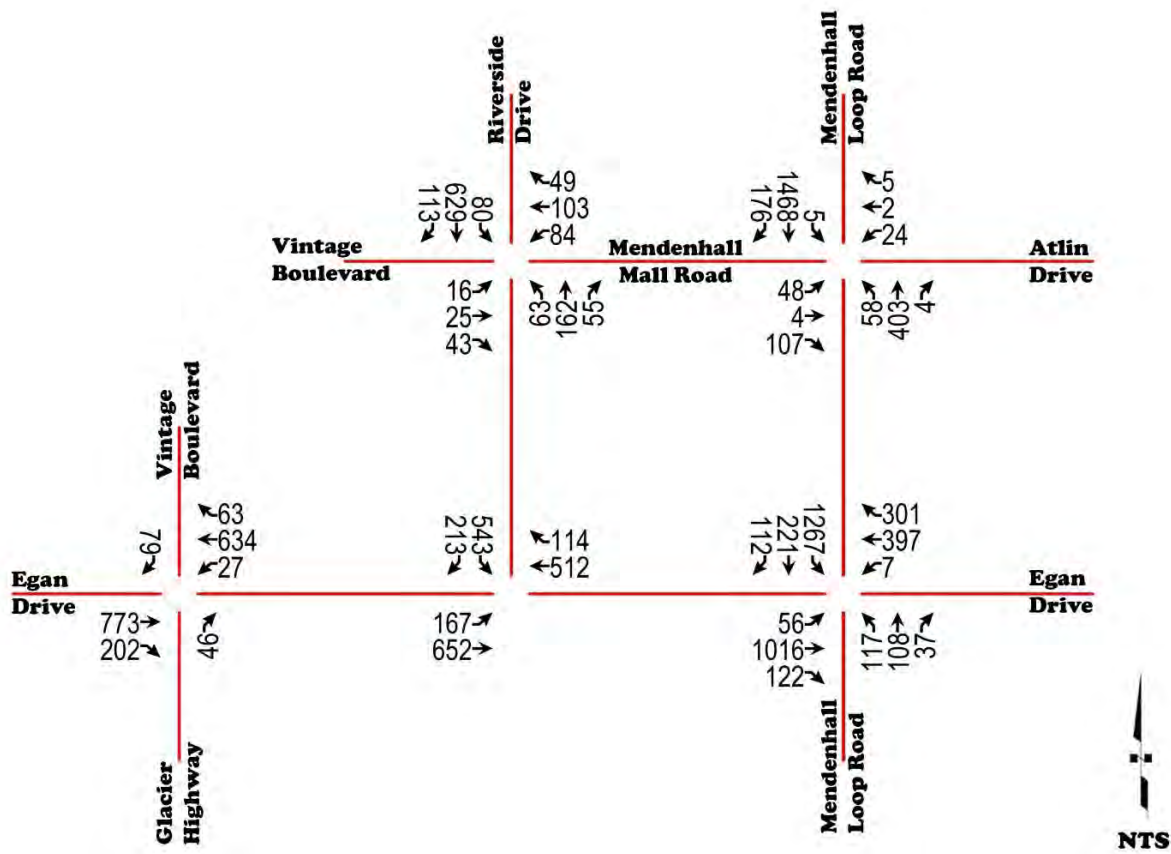 Riverside
Drive
Mendenhall
Loop Road
113
629
80
49
103
84
176
1468
5
5
2
24
Vintage
Boulevard
Mendenhall
Mall Road
Atlin
Drive
16
25
43
63
162
55
48
4
107
58
403
4
Vintage
Boulevard
79
63
634
27
213
543
114
512
112
221
1267
301
397
7
Egan
Drive
Egan
Drive
773
202
46
167
652
56
1016
122
117
108
37
Glacier
Highway
Mendenhall
Loop Road
NTS